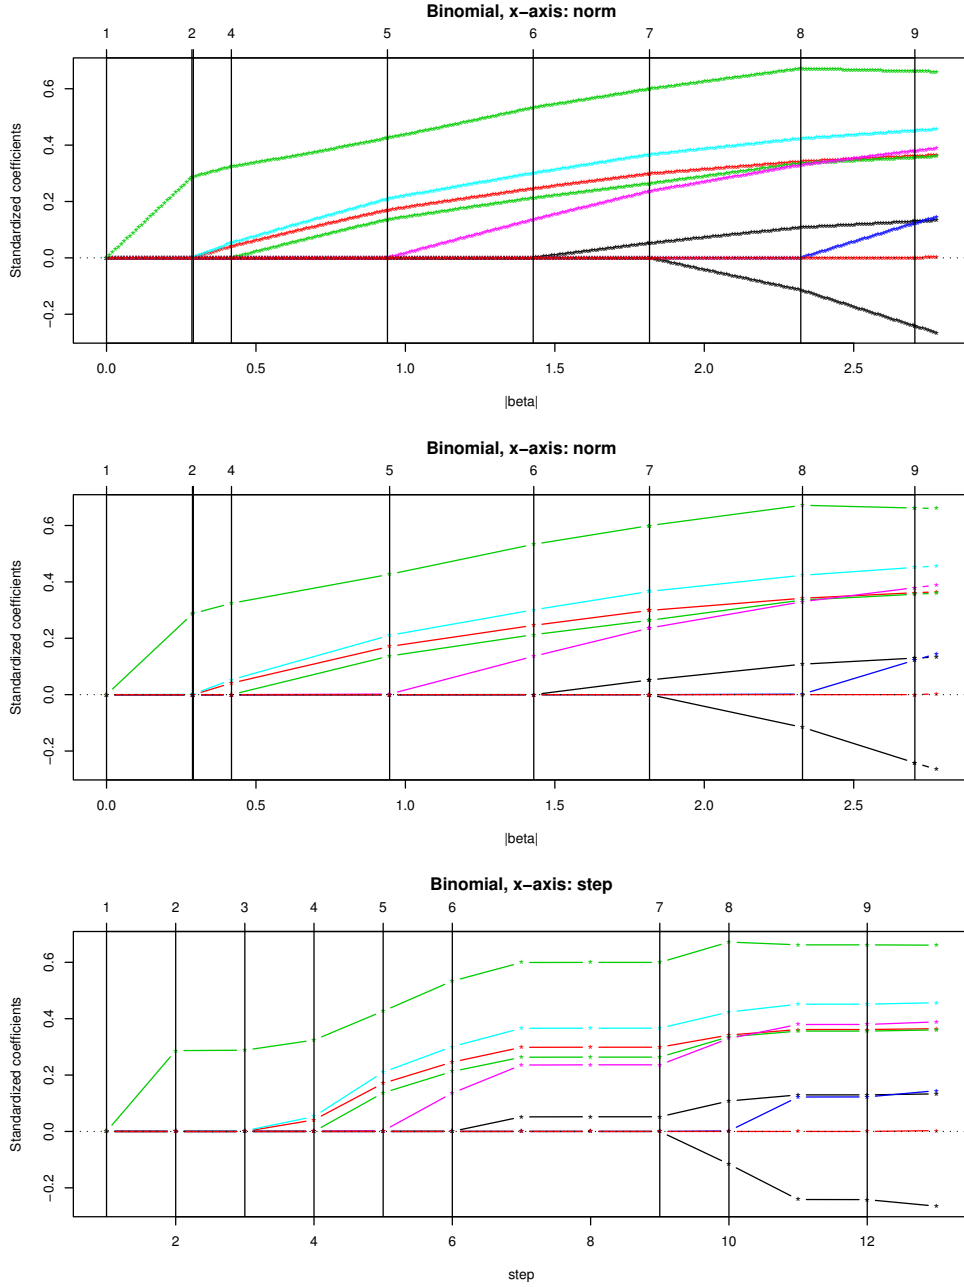 Binomial, x−axis: norm
1 2 4 5 6 7 8 9
Standardized coefficients
0.6
0.4
0.2
0.0
−0.2
0.0 0.5 1.0 1.5 2.0 2.5
|beta|
Binomial, x−axis: norm
1 2 4 5 6 7 8 9
Standardized coefficients
0.6
0.4
0.2
0.0
−0.2
0.0 0.5 1.0 1.5 2.0 2.5
|beta|
Binomial, x−axis: step
1 2 3 4 5 6 7 8 9
Standardized coefficients
0.6
0.4
0.2
0.0
−0.2
2 4 6 8 10 12
step